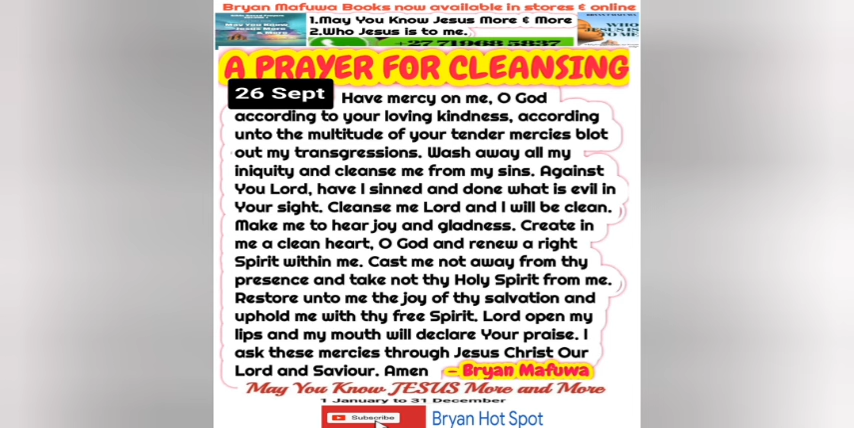 Bryan Mafuwa Books now available in stores & online
1.May You Know Jesus More & More
2.Who Jesus is to me.
A PRAYER FOR CLEANSING
26 Sept
Have mercy on me, O God
according to your loving kindness, according
unto the multitude of your tender mercies blot
out my transgressions. Wash away all my
iniquity and cleanse me from my sins. Against
You Lord, have I sinned and done what is evil in
Your sight. Cleanse me Lord and I will be clean.
Make me to hear joy and gladness. Create in
me a clean heart, O God and renew a right
Spirit within me. Cast me not away from thy
presence and take not thy Holy Spirit from me.
Restore unto me the joy of thy salvation and
uphold me with thy free Spirit. Lord open my
lips and my mouth will declare Your praise. I
ask these mercies through Jesus Christ Our
Lord and Saviour. Amen – Bryan Mafuwa
May You Know JESUS More and More
1 January to 31 December
Subscribe
Bryan Hot Spot